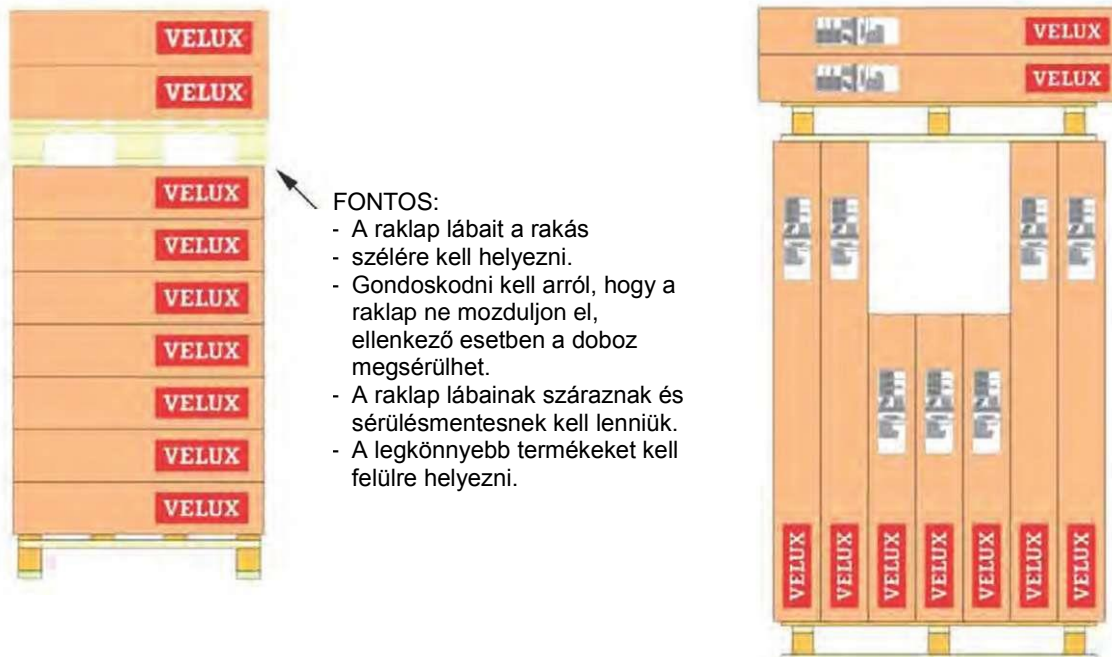 VELUX
VELUX
VELUX
VELUX
VELUX
VELUX
VELUX
VELUX
VELUX
FONTOS:
- A raklap lábait a rakás
- szélére kell helyezni.
- Gondoskodni kell arról, hogy a
raklap ne mozduljon el,
ellenkező esetben a doboz
megsérülhet.
- A raklap lábainak száraznak és
sérülésmentesnek kell lenniük.
- A legkönnyebb termékeket kell
felülre helyezni.
VELUX
VELUX
VELUX
VELUX
VELUX
VELUX
VELUX
VELUX
VELUX